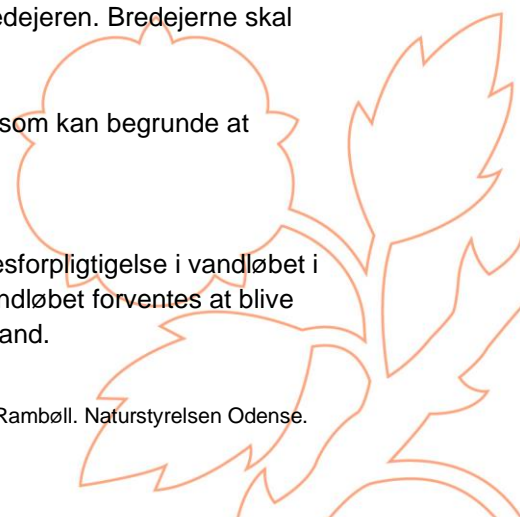 edejeren. Bredejerne skal
som kan begrunde at
esforpligtigelse i vandløbet i
ndløbet forventes at blive
and.
Rambøll. Naturstyrelsen Odense.